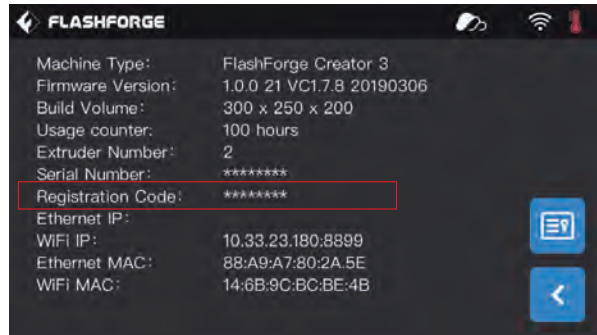 FLASHFORGE
Machine Type: FlashForge Creator 3
Firmware Version: 1.0.0 21 VC1.7.8 20190306
Build Volume: 300 x 250 x 200
Usage counter: 100 hours
Extruder Number: 2
Serial Number: ********
Registration Code: ********
Ethernet IP:
WiFi IP: 10.33.23.180:8899
Ethernet MAC: 88:A9:A7:80:2A:5E
WiFi MAC: 14:6B:9C:BC:BE:4B